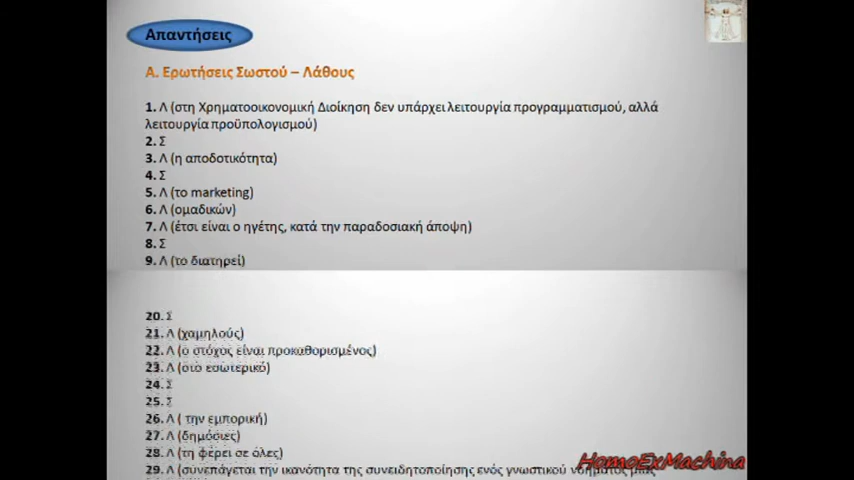 Απαντήσεις
Α. Ερωτήσεις Σωστού – Λάθους
1. Λ (στη Χρηματοοικονομική Διοίκηση δεν υπάρχει λειτουργία προγραμματισμού, αλλά
λειτουργία προϋπολογισμού)
2. Σ
3. Λ (η αποδοτικότητα)
4. Σ
5. Λ (το marketing)
6. Λ (ομαδικών)
7. Λ (έτσι είναι ο ηγέτης, κατά την παραδοσιακή άποψη)
8. Σ
9. Λ (το διατηρεί)
20. Σ
21. Λ (χαμηλούς)
22. Λ (ο στόχος είναι προκαθορισμένος)
23. Λ (στο εσωτερικό)
24. Σ
25. Σ
26. Λ ( την εμπορική)
27. Λ (δημόσιες)
28. Λ (τη φέρει σε όλες)
29. Λ (συνεπάγεται την ικανότητα της συνειδητοποίησης ενός γνωστικού νοήματος μιας
HomoExMachina